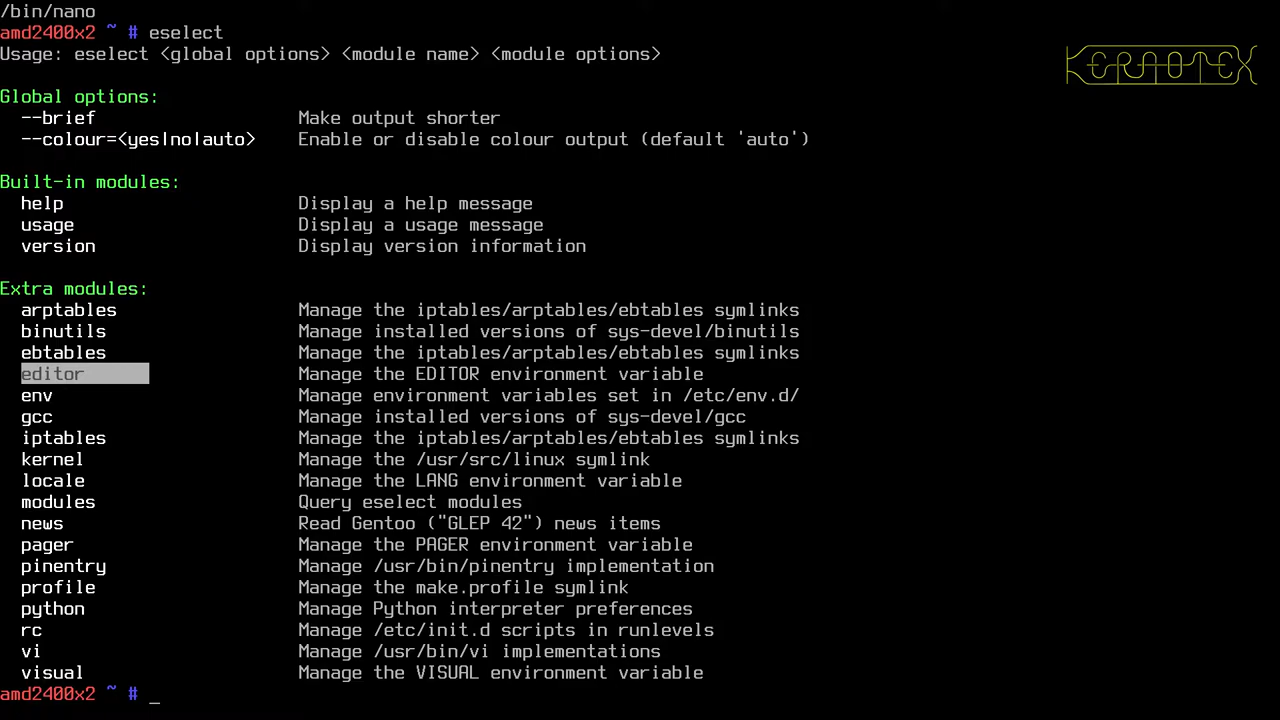 /bin/nano
amd2400x2 ~ # eselect
Usage: eselect <global options> <module name> <module options>
KERNOTEX
Global options:
--brief Make output shorter
--colour=<yes|no|auto> Enable or disable colour output (default 'auto')
Built-in modules:
help Display a help message
usage Display a usage message
version Display version information
Extra modules:
arptables Manage the iptables/arptables/ebtables symlinks
binutils Manage installed versions of sys-devel/binutils
ebtables Manage the iptables/arptables/ebtables symlinks
editor Manage the EDITOR environment variable
env Manage environment variables set in /etc/env.d/
gcc Manage installed versions of sys-devel/gcc
iptables Manage the iptables/arptables/ebtables symlinks
kernel Manage the /usr/src/linux symlink
locale Manage the LANG environment variable
modules Query eselect modules
news Read Gentoo ("GLEP 42") news items
pager Manage the PAGER environment variable
pinentry Manage /usr/bin/pinentry implementation
profile Manage the make.profile symlink
python Manage Python interpreter preferences
rc Manage /etc/init.d scripts in runlevels
vi Manage /usr/bin/vi implementations
visual Manage the VISUAL environment variable
amd2400x2 ~ # _